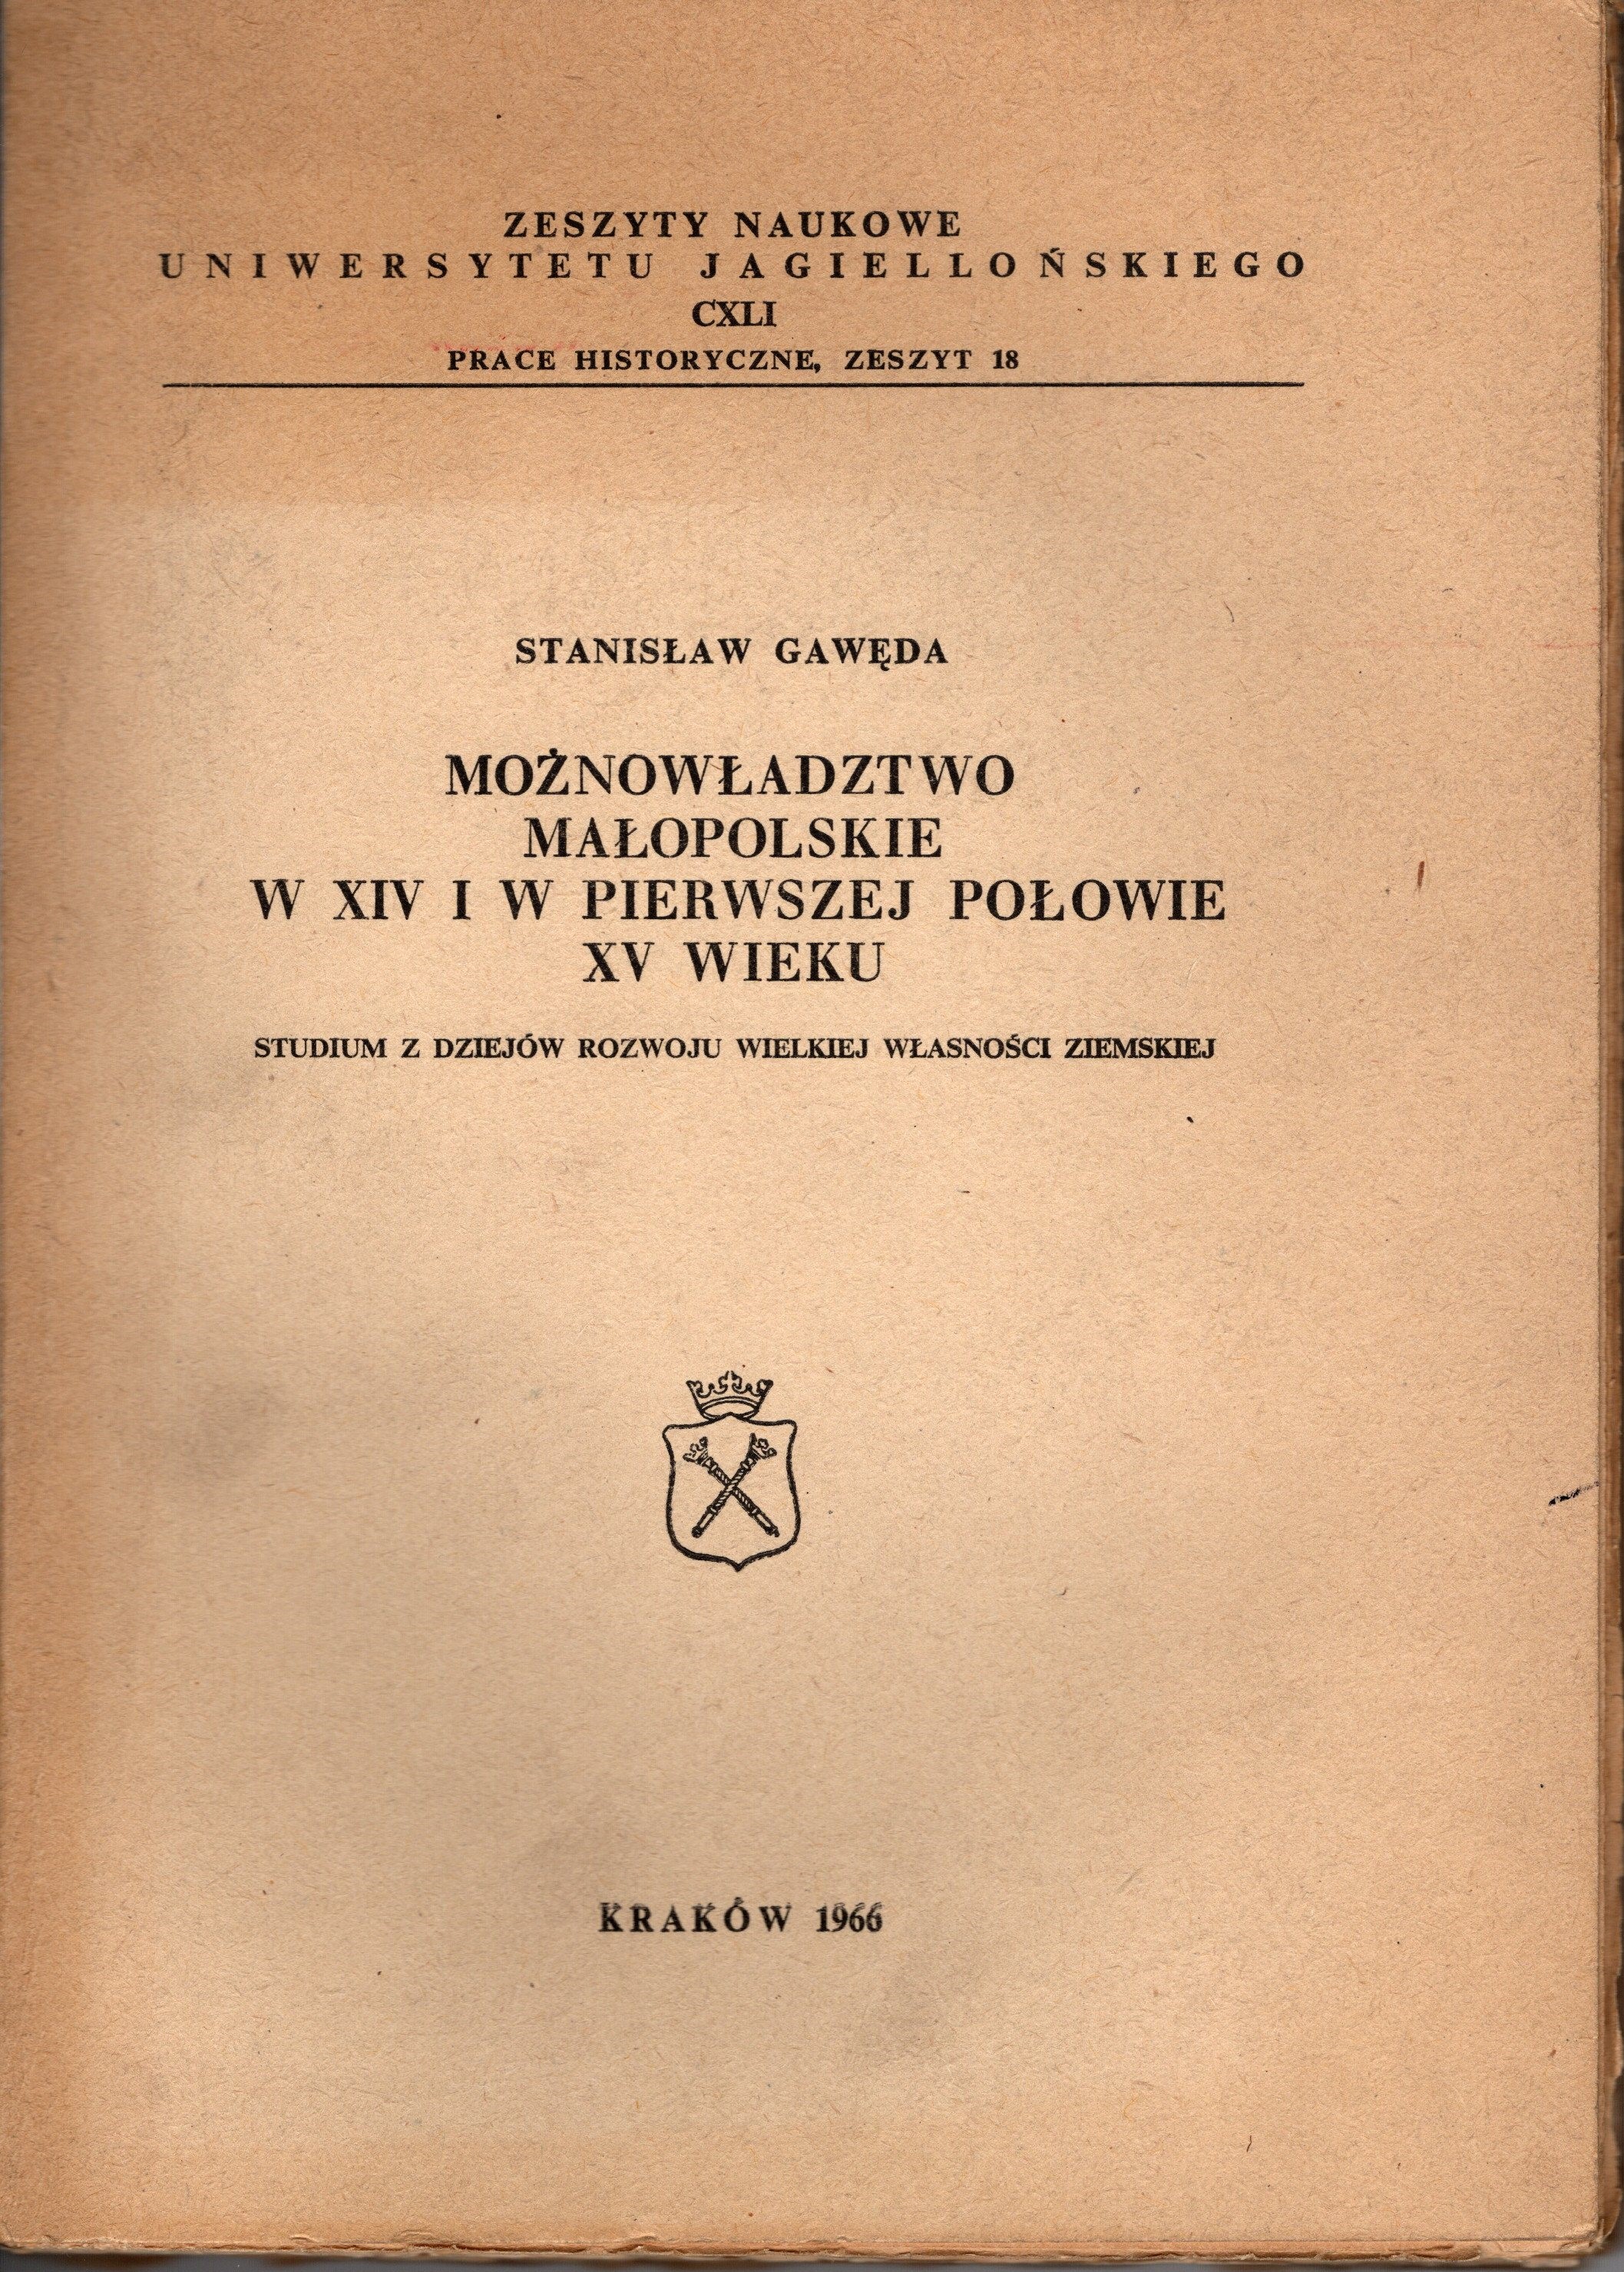 ZESZYTY NAUKOWE
UNIWERSYTETU JAGIELLOŃSKIEGO
CXLI
PRACE HISTORYCZNE, ZESZYT 18
STANISŁAW GAWĘDA
MOŻNOWŁADZTWO
MAŁOPOLSKIE
W XIV I W PIERWSZEJ POŁOWIE
XV WIEKU
STUDIUM Z DZIEJÓW ROZWOJU WIELKIEJ WŁASNOŚCI ZIEMSKIEJ
KRAKÓW 1966